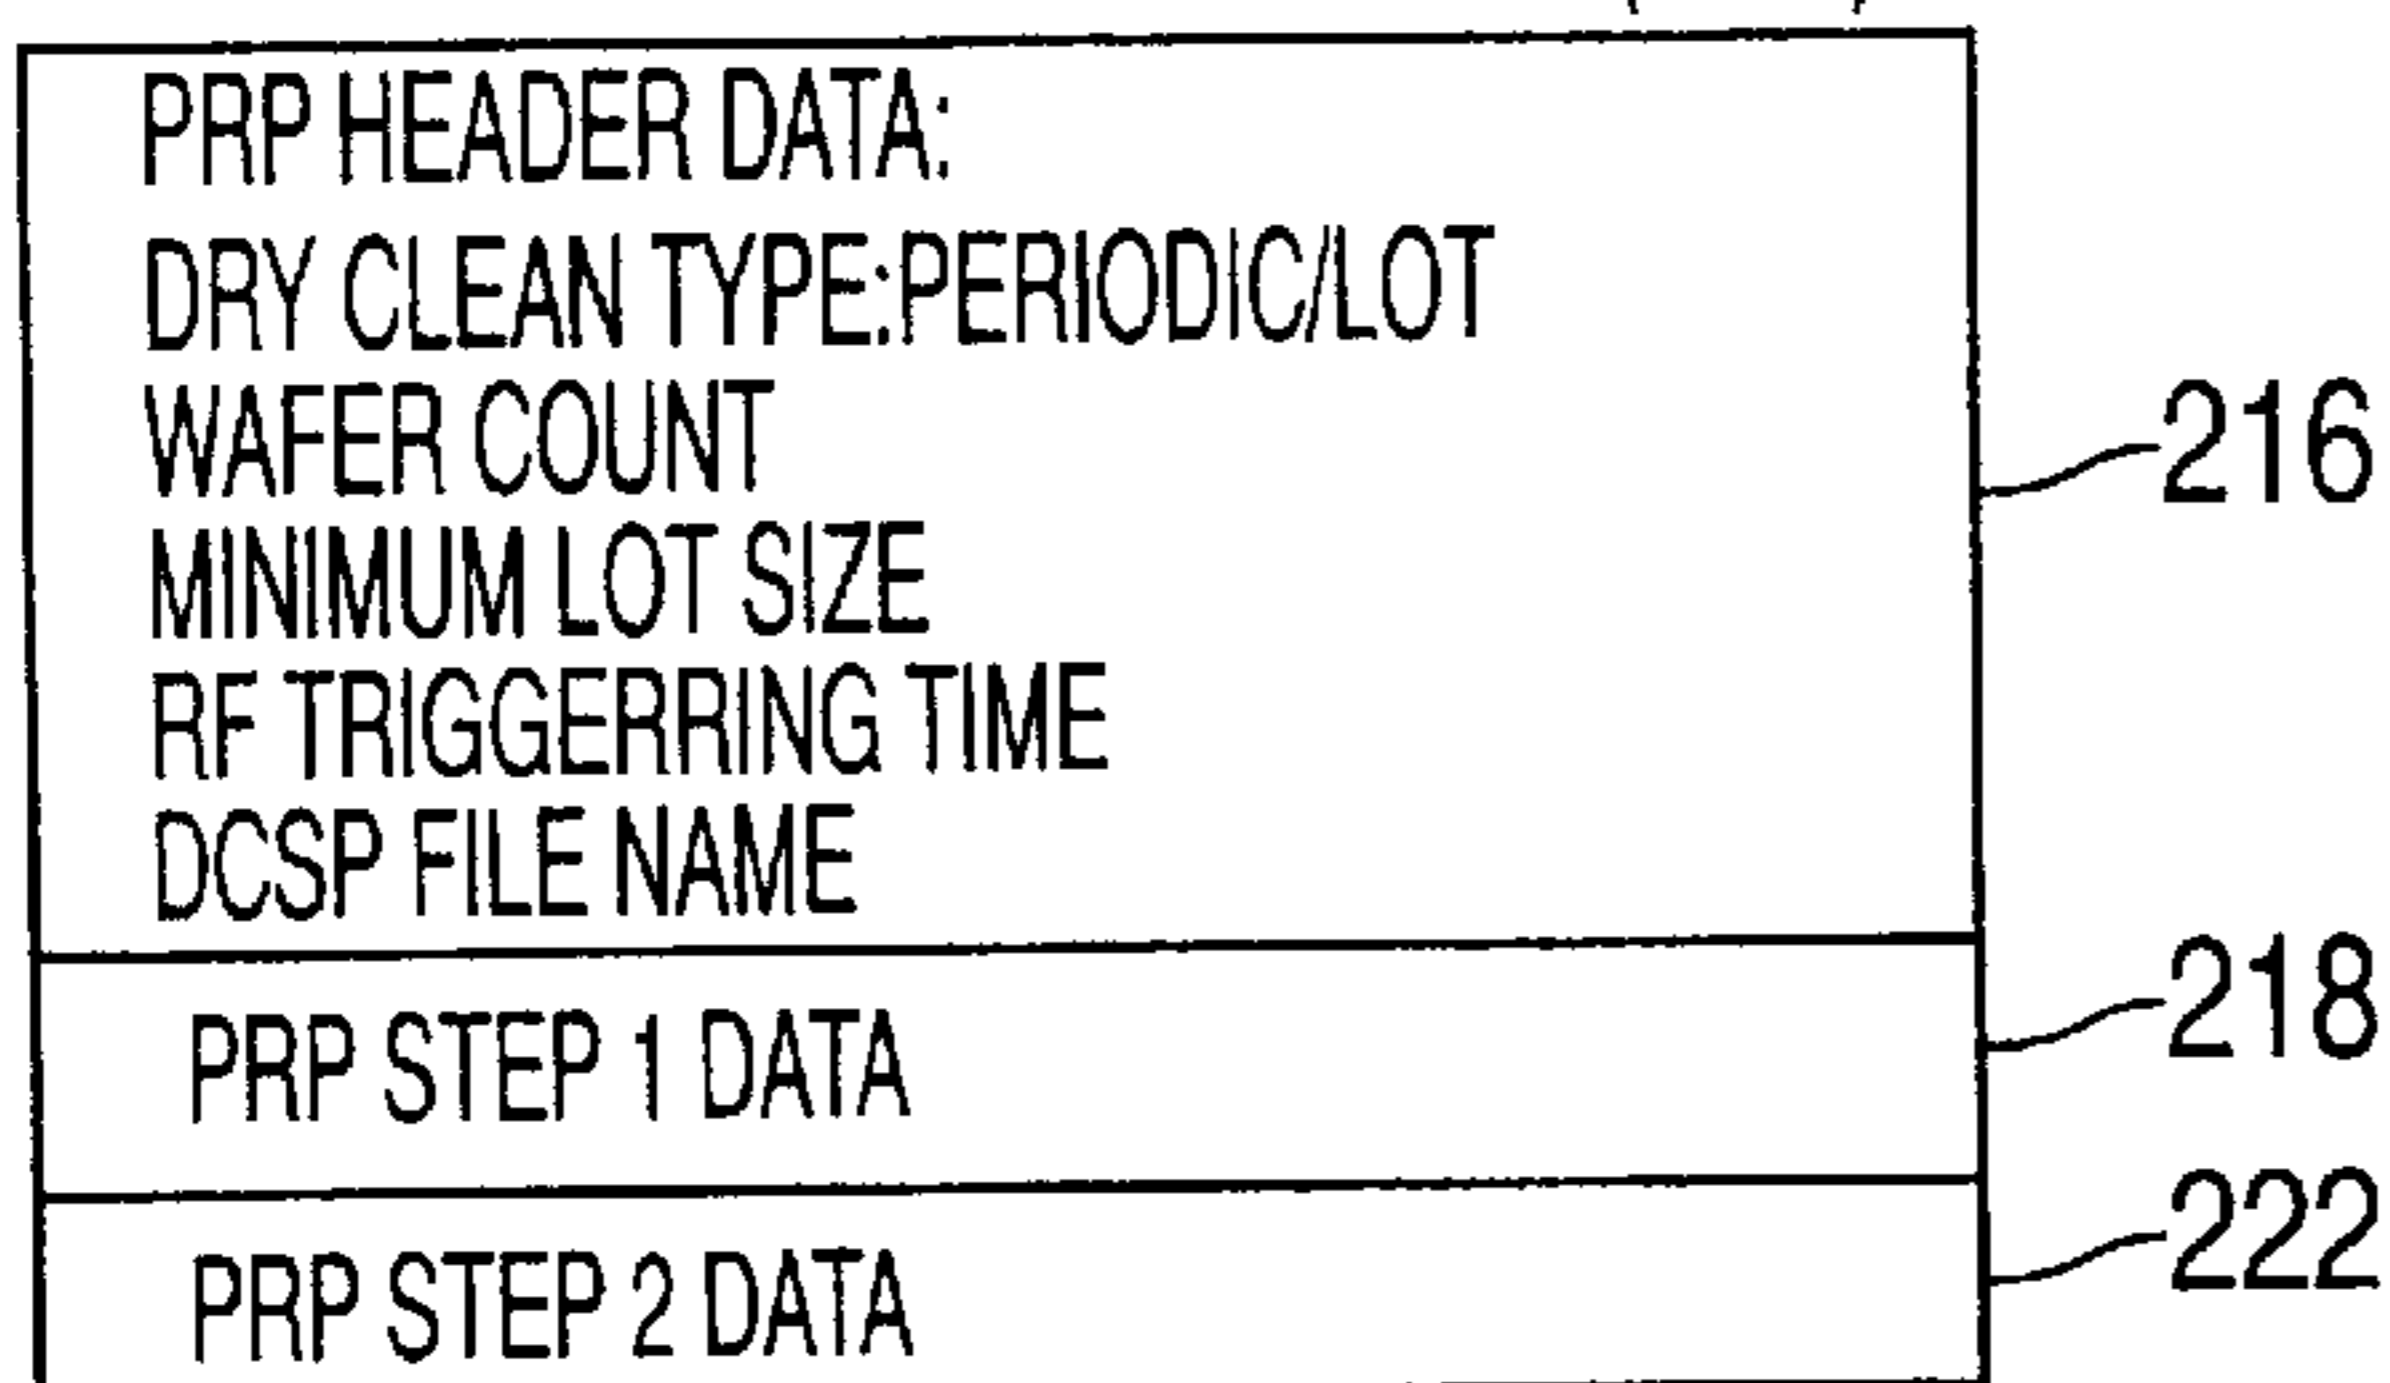 PRP HEADER DATA:
DRY CLEAN TYPE:PERIODIC/LOT
WAFER COUNT
216
MINIMUM LOT SIZE
RF TRIGGERRING TIME
DCSP FILE NAME
PRP STEP 1 DATA
218
PRP STEP 2 DATA
222